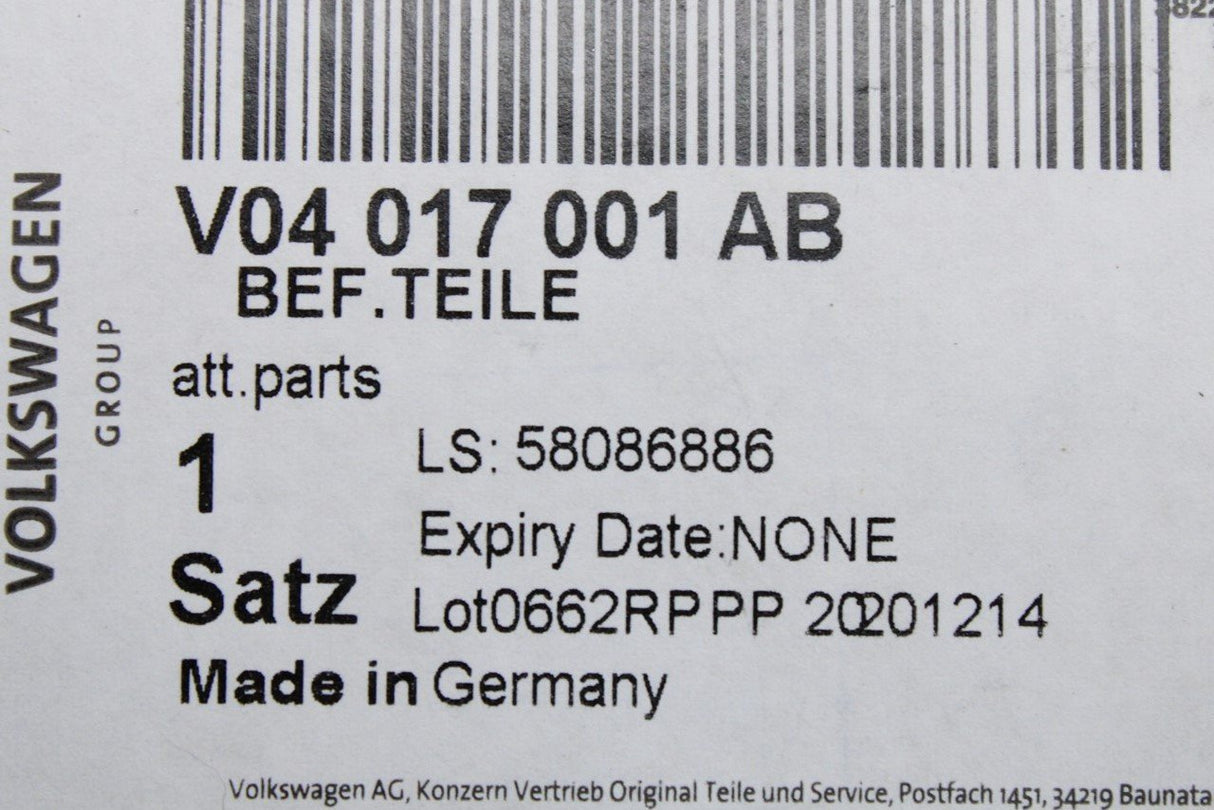 V04 017 001 AB
BEF.TEILE
att.parts
1
LS: 58086886
Expiry Date:NONE
Satz
Lot0662RPPP 20201214
Made in Germany
Volkswagen AG, Konzern Vertrieb Original Teile und Service, Postfach 1451, 34219 Baunata
VOLKSWAGEN
GROUP